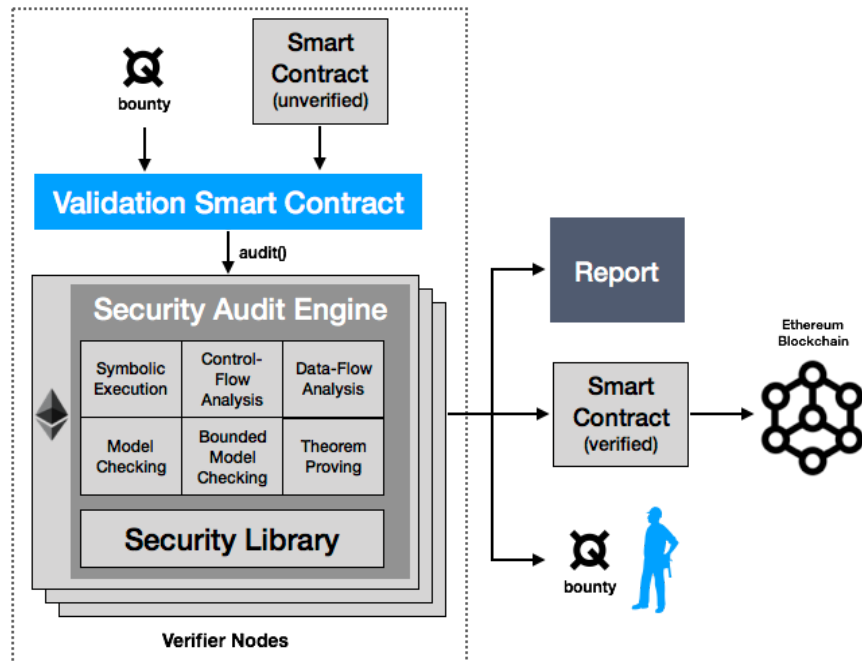 Smart
Contract
(unverified)
bounty
Validation Smart Contract
audit()
Security Audit Engine
Symbolic
Execution
Control-
Flow
Analysis
Data-Flow
Analysis
Model
Checking
Bounded
Model
Checking
Theorem
Proving
Security Library
Verifier Nodes
Report
Smart
Contract
(verified)
Ethereum
Blockchain
bounty